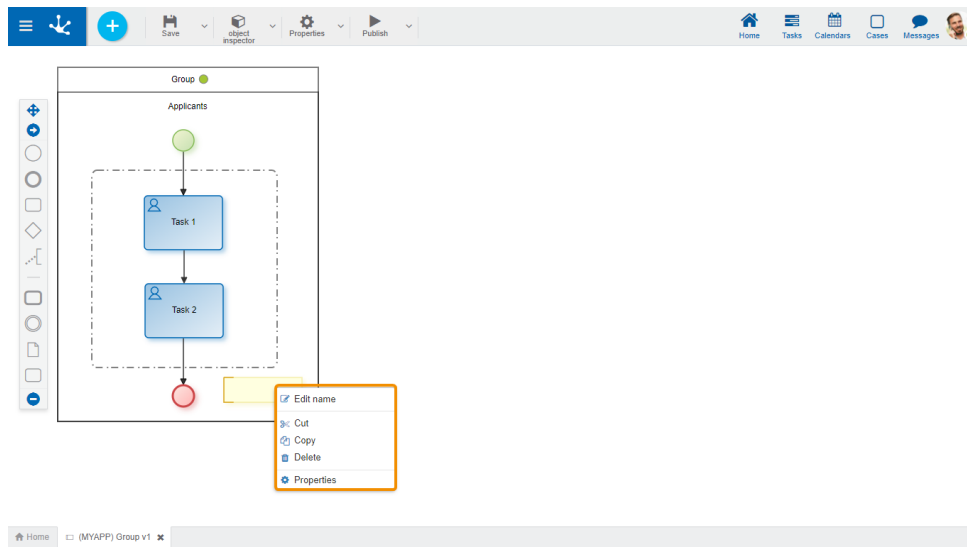 Save
object
inspector
Properties
Publish
Home
Tasks
Calendars
Cases
Messages
Group
Applicants
Task 1
Task 2
Edit name
Cut
Copy
Delete
Properties
Home
(MYAPP) Group v1